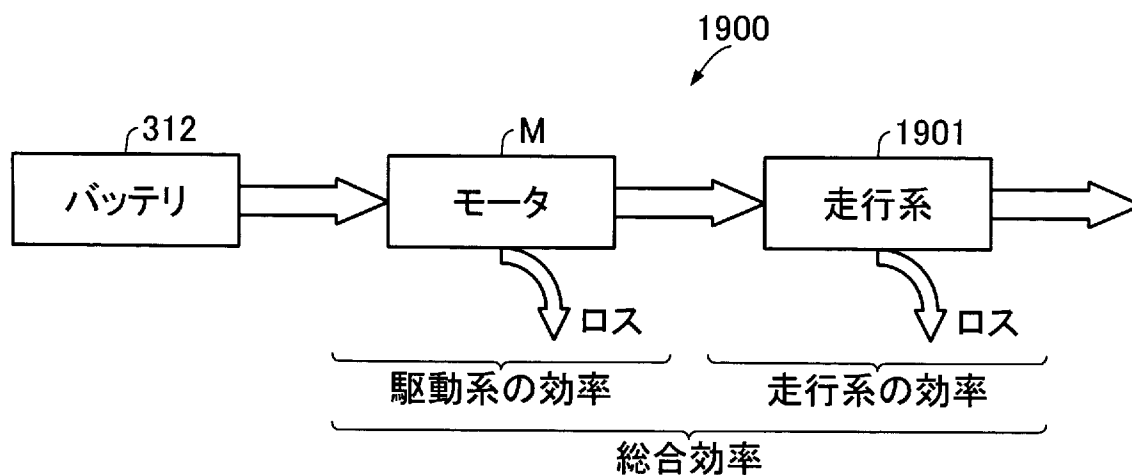 1900
312
M
1901
バッテリ
モータ
走行系
ロス
ロス
駆動系の効率
走行系の効率
総合効率